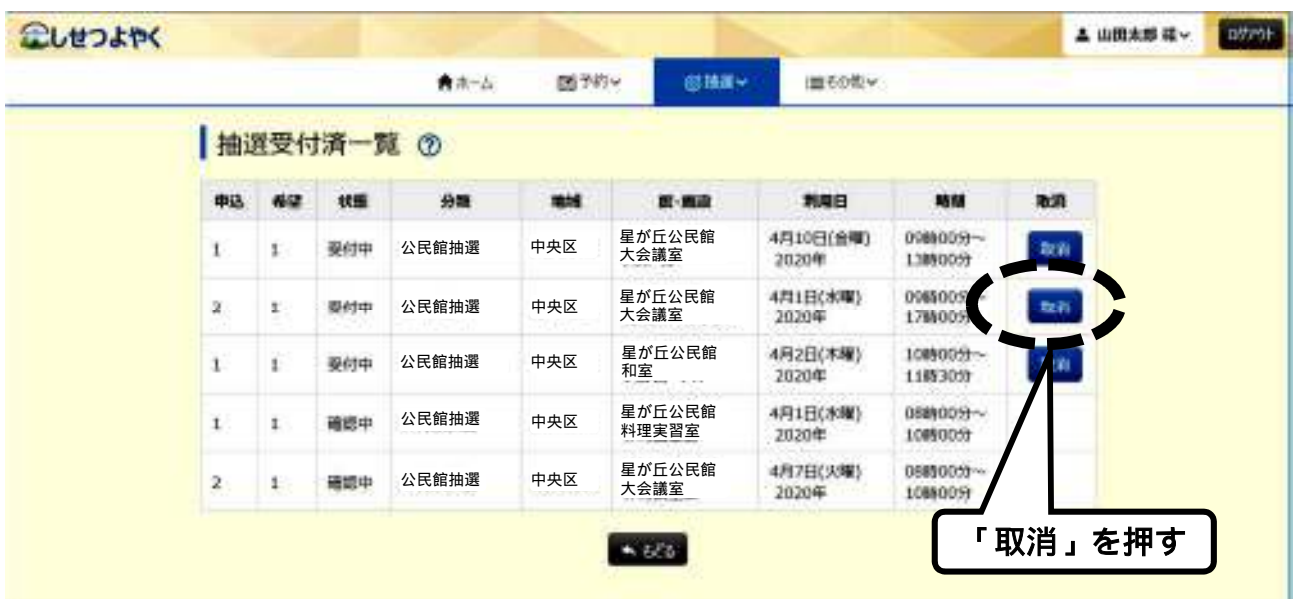 しせつよやく
山田太郎 様
ログアウト
ホーム 予約 抽選 その他
抽選受付済一覧 ?
申込 希望 状態 分類 地域 館・施設 利用日 時間 取消
1 1 受付中 公民館抽選 中央区 星が丘公民館 4月10日(金曜) 09時00分～ 取消
大会議室 2020年 13時00分
2 1 受付中 公民館抽選 中央区 星が丘公民館 4月1日(水曜) 09時00分～ 取消
大会議室 2020年 17時00分
1 1 受付中 公民館抽選 中央区 星が丘公民館 4月2日(木曜) 10時00分～ 取消
和室 2020年 11時30分
1 1 確認中 公民館抽選 中央区 星が丘公民館 4月1日(水曜) 08時00分～
料理実習室 2020年 10時00分
2 1 確認中 公民館抽選 中央区 星が丘公民館 4月7日(火曜) 08時00分～
大会議室 2020年 10時00分
もどる
「取消」を押す